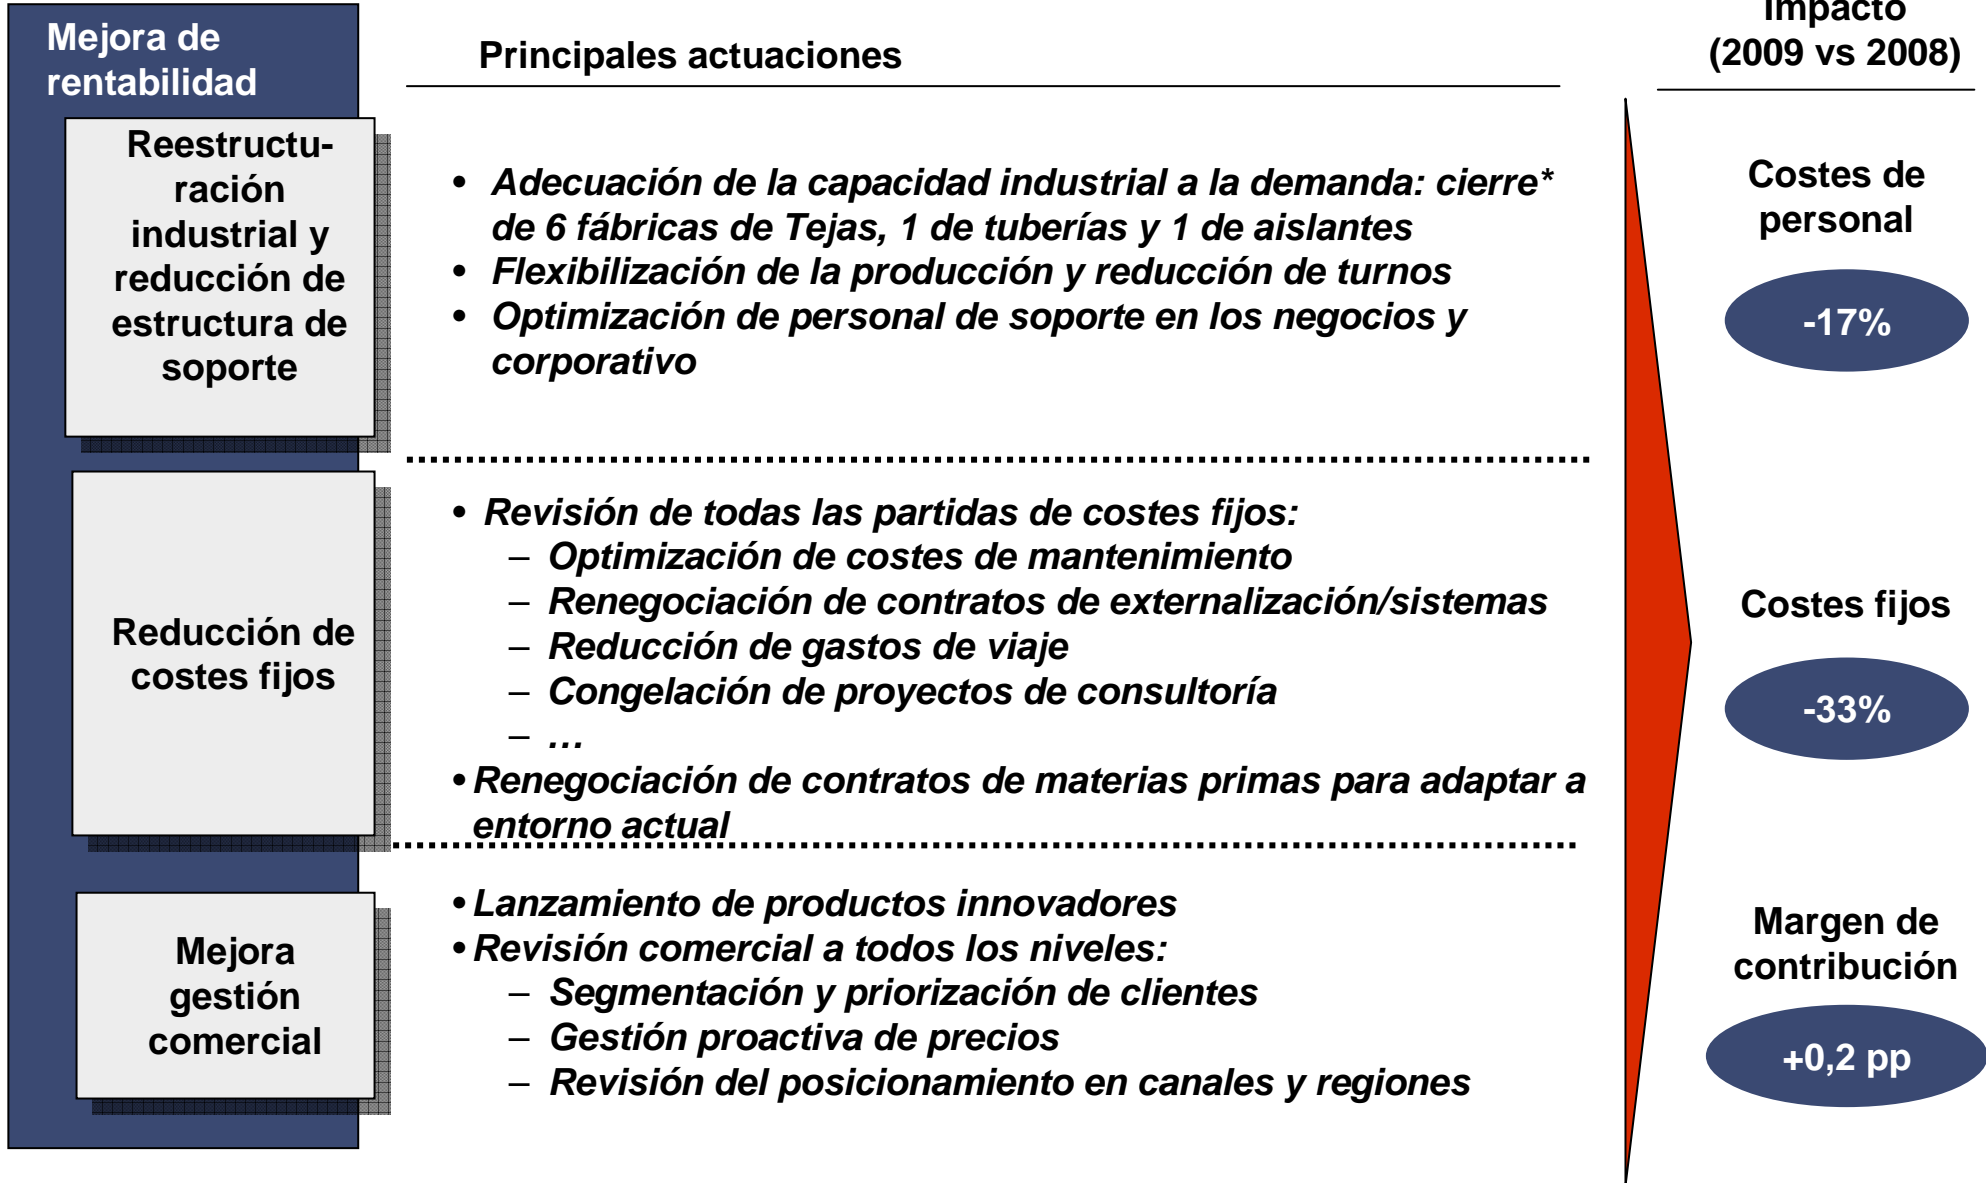 Mejora de
rentabilidad
Principales actuaciones
Impacto
(2009 vs 2008)
Reestructu-
ración
industrial y
reducción de
estructura de
soporte
• Adecuación de la capacidad industrial a la demanda: cierre*
de 6 fábricas de Tejas, 1 de tuberías y 1 de aislantes
• Flexibilización de la producción y reducción de turnos
• Optimización de personal de soporte en los negocios y
corporativo
Costes de
personal
-17%
Reducción de
costes fijos
• Revisión de todas las partidas de costes fijos:
– Optimización de costes de mantenimiento
– Renegociación de contratos de externalización/sistemas
– Reducción de gastos de viaje
– Congelación de proyectos de consultoría
– …
• Renegociación de contratos de materias primas para adaptar a
entorno actual
Costes fijos
-33%
Mejora
gestión
comercial
• Lanzamiento de productos innovadores
• Revisión comercial a todos los niveles:
– Segmentación y priorización de clientes
– Gestión proactiva de precios
– Revisión del posicionamiento en canales y regiones
Margen de
contribución
+0,2 pp